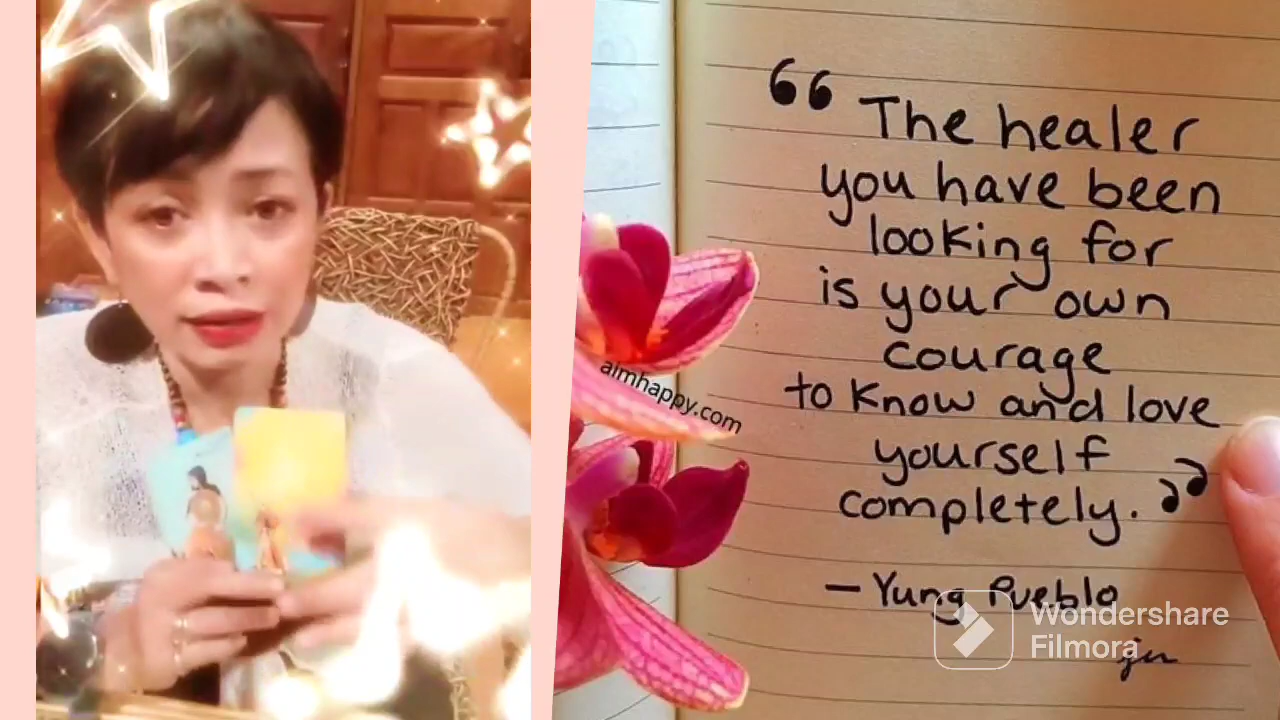 “ The healer
you have been
looking for
is your own
courage
to know and love
yourself
completely. ”
— Yung Pueblo
aimhappy.com
Wondershare
Filmora